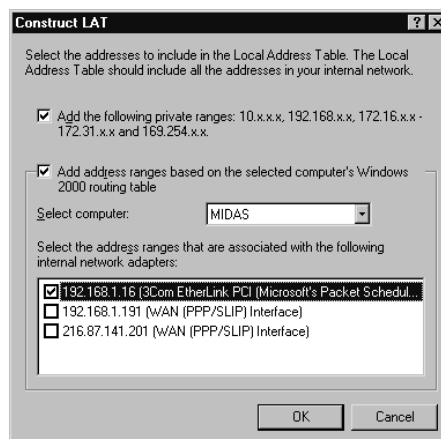 Construct LAT
Select the addresses to include in the Local Address Table. The Local
Address Table should include all the addresses in your internal network.
Add the following private ranges: 10.x.x.x, 192.168.x.x, 172.16.x.x -
172.31.x.x and 169.254.x.x.
Add address ranges based on the selected computer's Windows
2000 routing table
Select computer:
MIDAS
Select the address ranges that are associated with the following
internal network adapters:
192.168.1.16 (3Com EtherLink PCI (Microsoft's Packet Schedul...
192.168.1.191 (WAN (PPP/SLIP) Interface)
216.87.141.201 (WAN (PPP/SLIP) Interface)
OK
Cancel